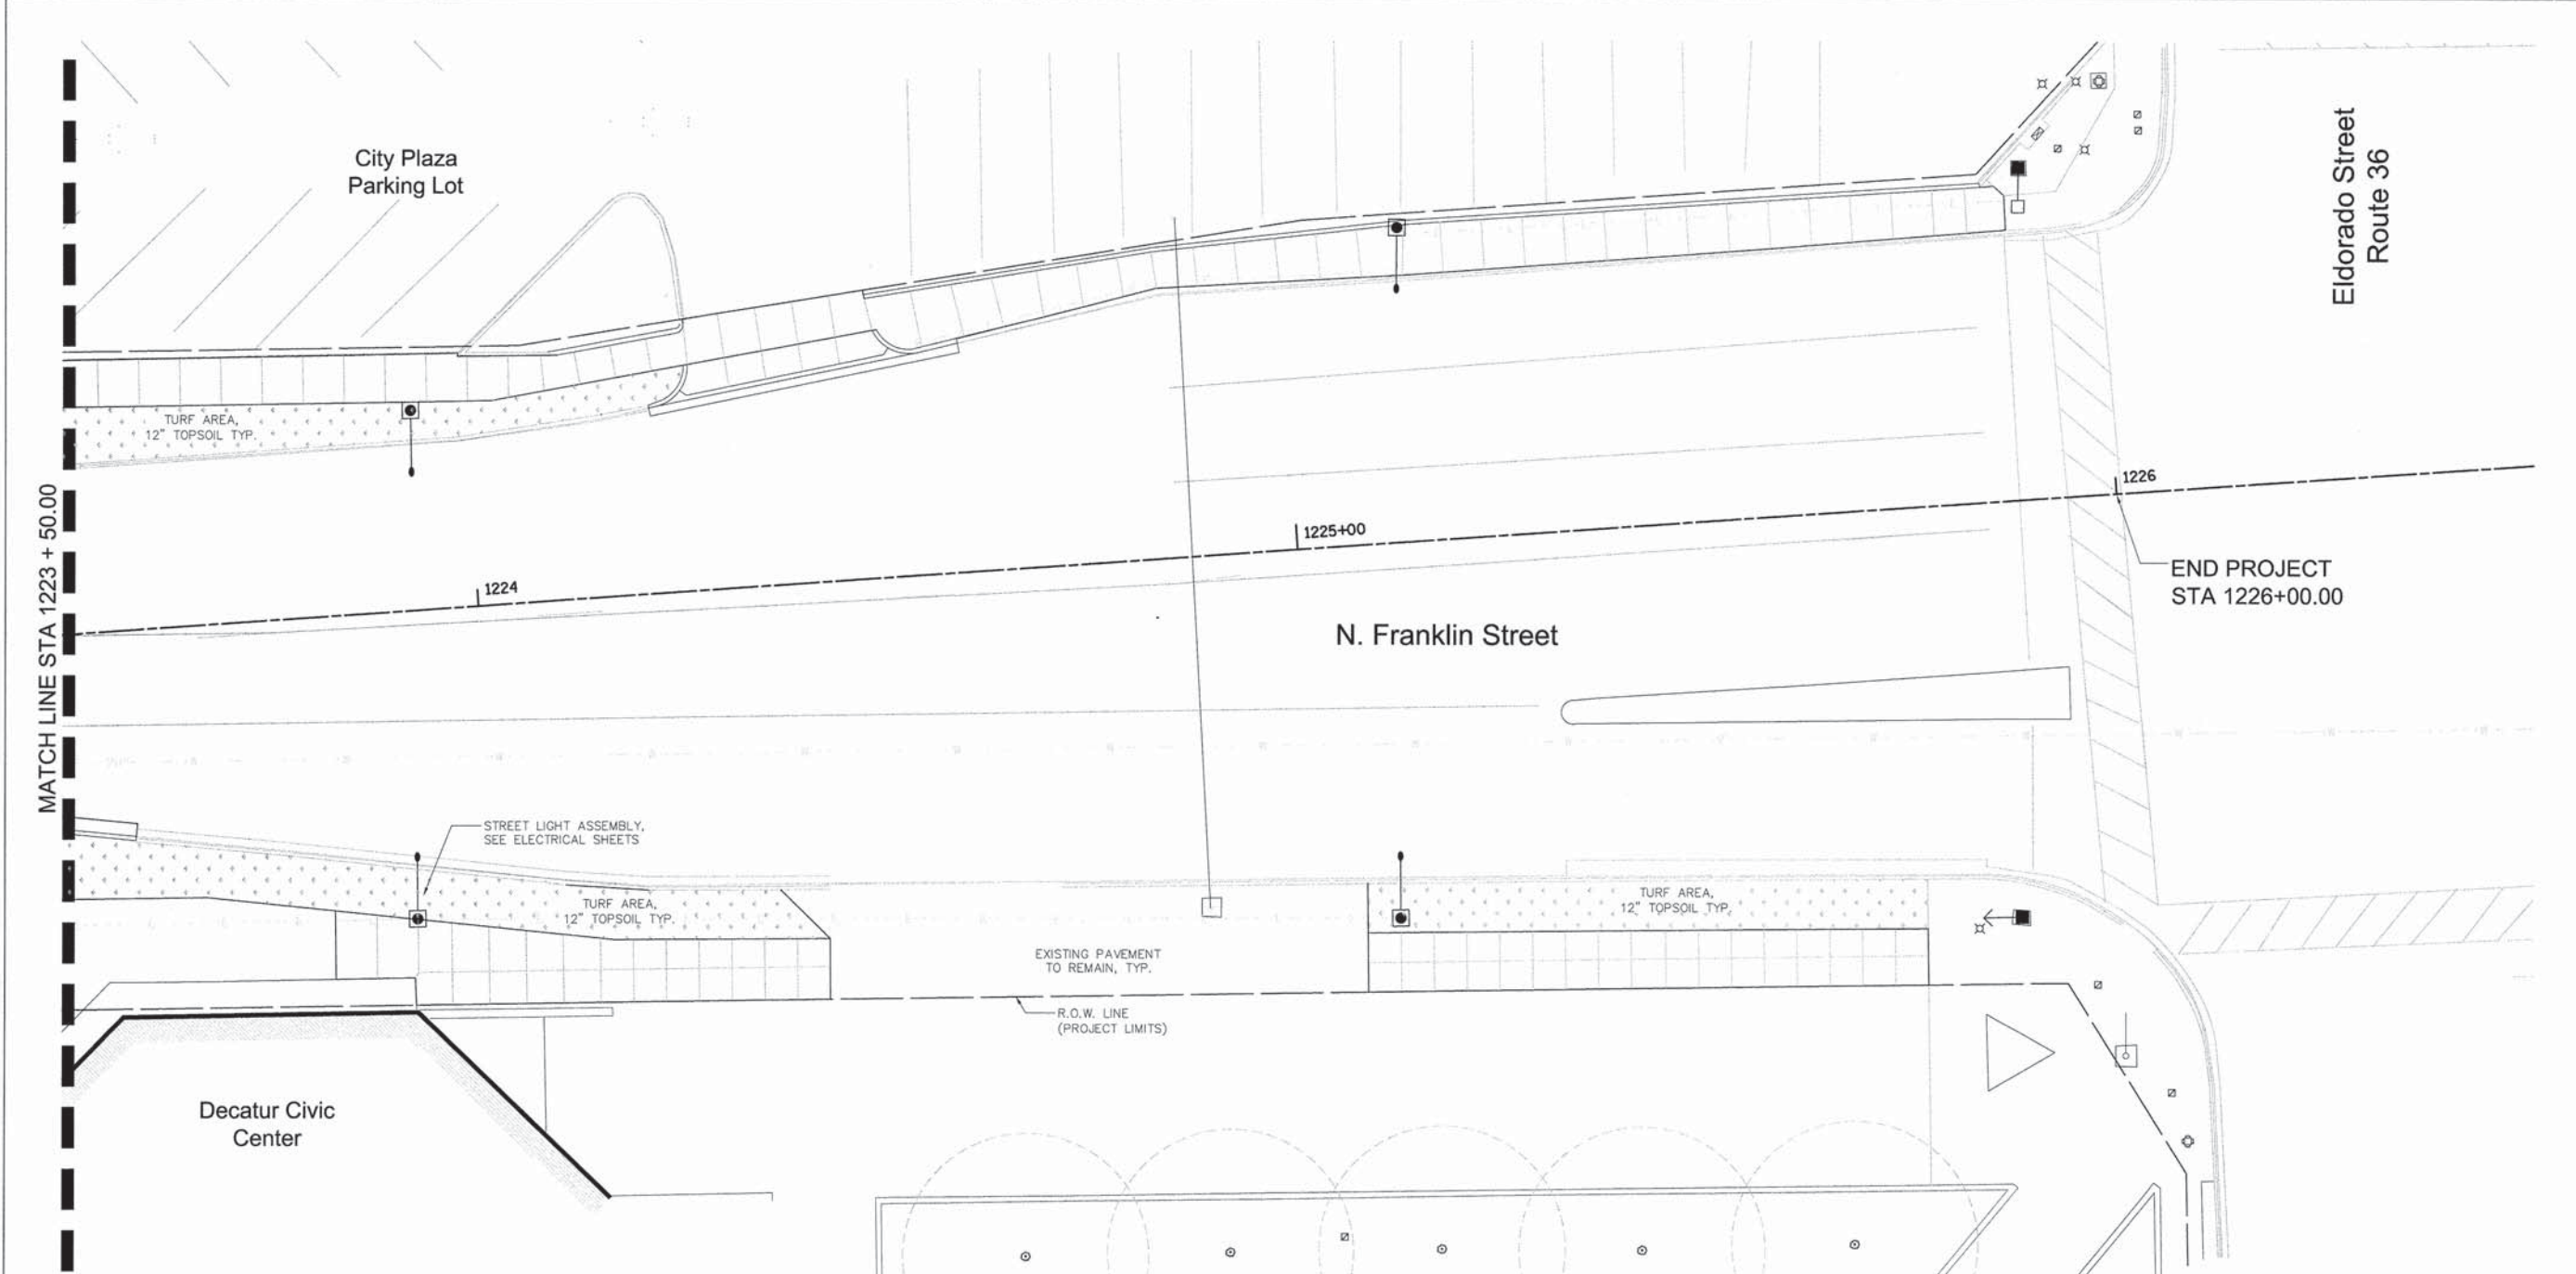 City Plaza
Parking Lot
Eldorado Street
Route 36
TURF AREA,
12" TOPSOIL TYP.
MATCH LINE STA 1223 + 50.00
1226
1225+00
1224
END PROJECT
STA 1226+00.00
N. Franklin Street
STREET LIGHT ASSEMBLY,
SEE ELECTRICAL SHEETS
TURF AREA,
12" TOPSOIL TYP.
TURF AREA,
12" TOPSOIL TYP.
EXISTING PAVEMENT
TO REMAIN, TYP.
R.O.W. LINE
(PROJECT LIMITS)
Decatur Civic
Center